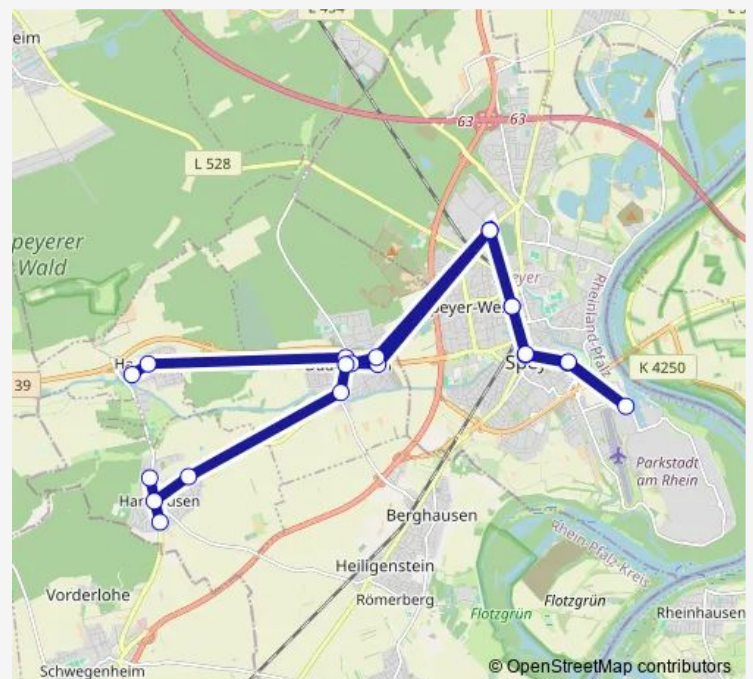 eim
63
63
L 528
peyerer
Wald
Rheinland-Pfalz
K 4250
39
Parkstadt
am Rhein
Berghausen
Rhein-Pfalz-Kreis
Heiligenstein
Vorderlohe
Römerberg
Flotzgrün
Flotzgrün
Rheinhausen
Schwegenheim
© OpenStreetMap contributors